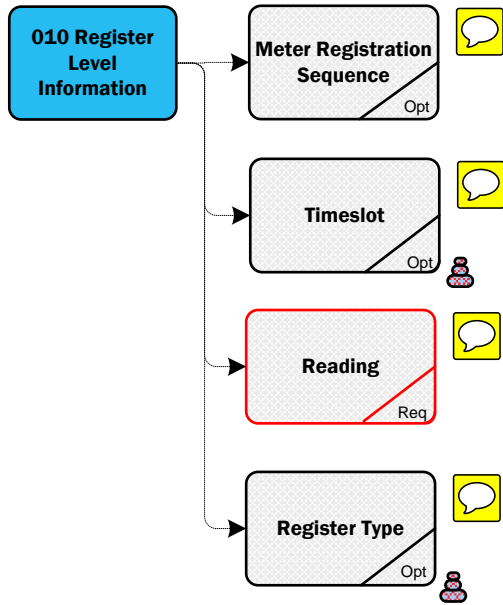 010 Register
Level
Information
Meter Registration
Sequence
Opt
Timeslot
Opt
Reading
Req
Register Type
Opt